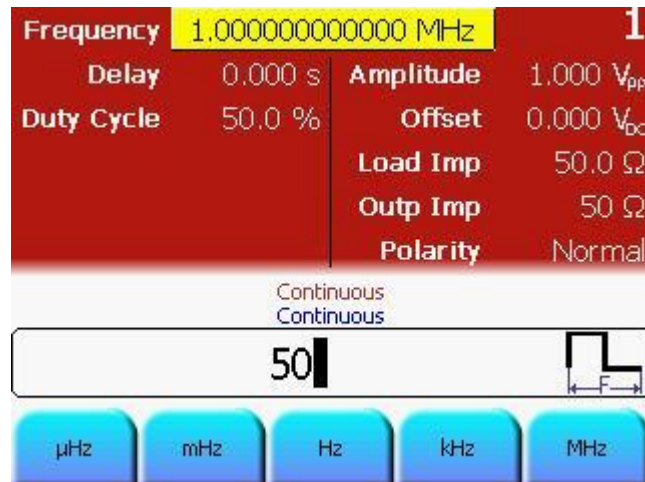 Frequency 1.000000000000 MHz 1
Delay 0.000 s Amplitude 1.000 Vpp
Duty Cycle 50.0 % Offset 0.000 VDC
Load Imp 50.0 Ω
Outp Imp 50 Ω
Polarity Normal
Continuous
Continuous
50
F
µHz mHz Hz kHz MHz